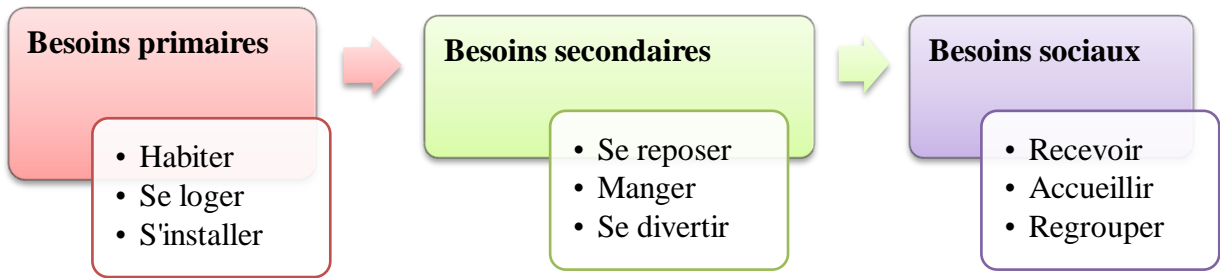 Besoins primaires
• Habiter
• Se loger
• S'installer
Besoins secondaires
• Se reposer
• Manger
• Se divertir
Besoins sociaux
• Recevoir
• Accueillir
• Regrouper